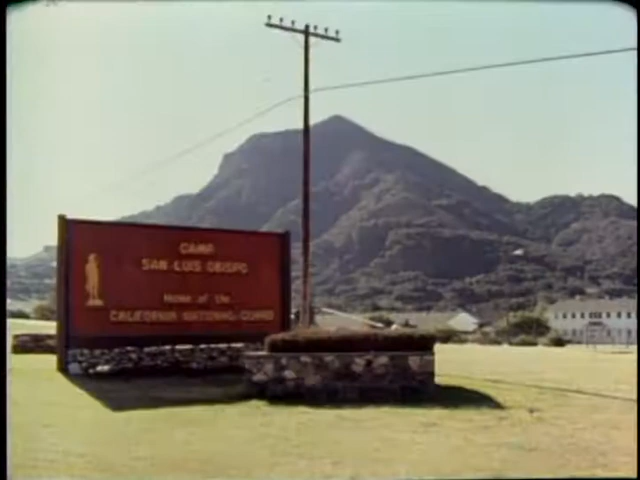 CAMP
SAN LUIS OBISPO
Home of the
CALIFORNIA NATIONAL GUARD